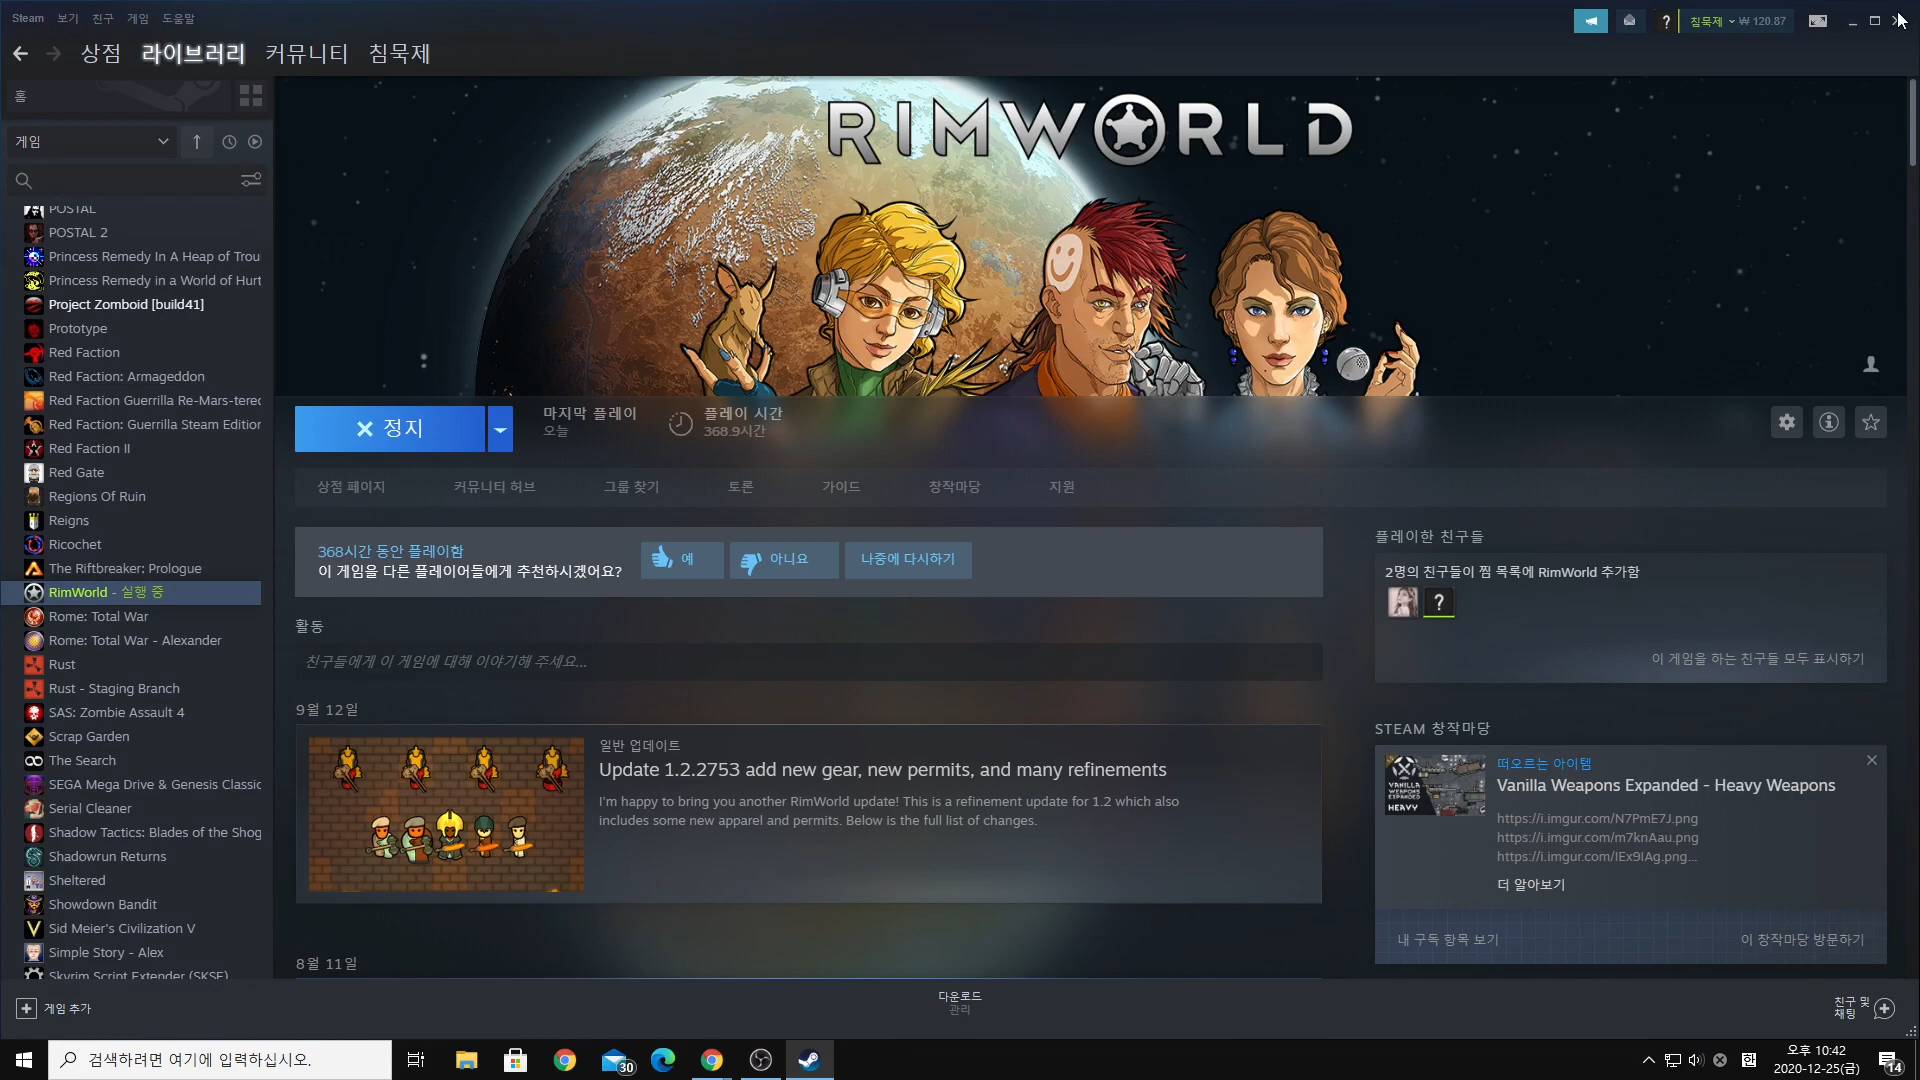 Steam 보기 친구 게임 도움말
침묵제 ₩ 120.87
상점 라이브러리 커뮤니티 침묵제
홈
게임
POSTAL
POSTAL 2
Princess Remedy In A Heap of Trou
Princess Remedy in a World of Hurt
Project Zomboid [build41]
Prototype
Red Faction
Red Faction: Armageddon
Red Faction Guerrilla Re-Mars-tered
Red Faction: Guerrilla Steam Edition
Red Faction II
Red Gate
Regions Of Ruin
Reigns
Ricochet
The Riftbreaker: Prologue
RimWorld - 실행 중
Rome: Total War
Rome: Total War - Alexander
Rust
Rust - Staging Branch
SAS: Zombie Assault 4
Scrap Garden
The Search
SEGA Mega Drive & Genesis Classic
Serial Cleaner
Shadow Tactics: Blades of the Shog
Shadowrun Returns
Sheltered
Showdown Bandit
Sid Meier's Civilization V
Simple Story - Alex
Skyrim Script Extender (SKSE)
RIMWORLD
정지
마지막 플레이
오늘
플레이 시간
368.9시간
상점 페이지 커뮤니티 허브 그룹 찾기 토론 가이드 창작마당 지원
368시간 동안 플레이함
이 게임을 다른 플레이어들에게 추천하시겠어요?
예 아니요 나중에 다시하기
활동
친구들에게 이 게임에 대해 이야기해 주세요...
9월 12일
일반 업데이트
Update 1.2.2753 add new gear, new permits, and many refinements
I'm happy to bring you another RimWorld update! This is a refinement update for 1.2 which also
includes some new apparel and permits. Below is the full list of changes.
8월 11일
플레이한 친구들
2명의 친구들이 찜 목록에 RimWorld 추가함
?
이 게임을 하는 친구들 모두 표시하기
STEAM 창작마당
VANILLA
WEAPONS
EXPANDED
HEAVY
떠오르는 아이템
Vanilla Weapons Expanded - Heavy Weapons
https://i.imgur.com/N7PmE7J.png
https://i.imgur.com/m7knAau.png
https://i.imgur.com/IEx9IAg.png...
더 알아보기
내 구독 항목 보기 이 창작마당 방문하기
게임 추가
다운로드
관리
친구 및
채팅
검색하려면 여기에 입력하십시오.
30
한
오후 10:42
2020-12-25(금)
14